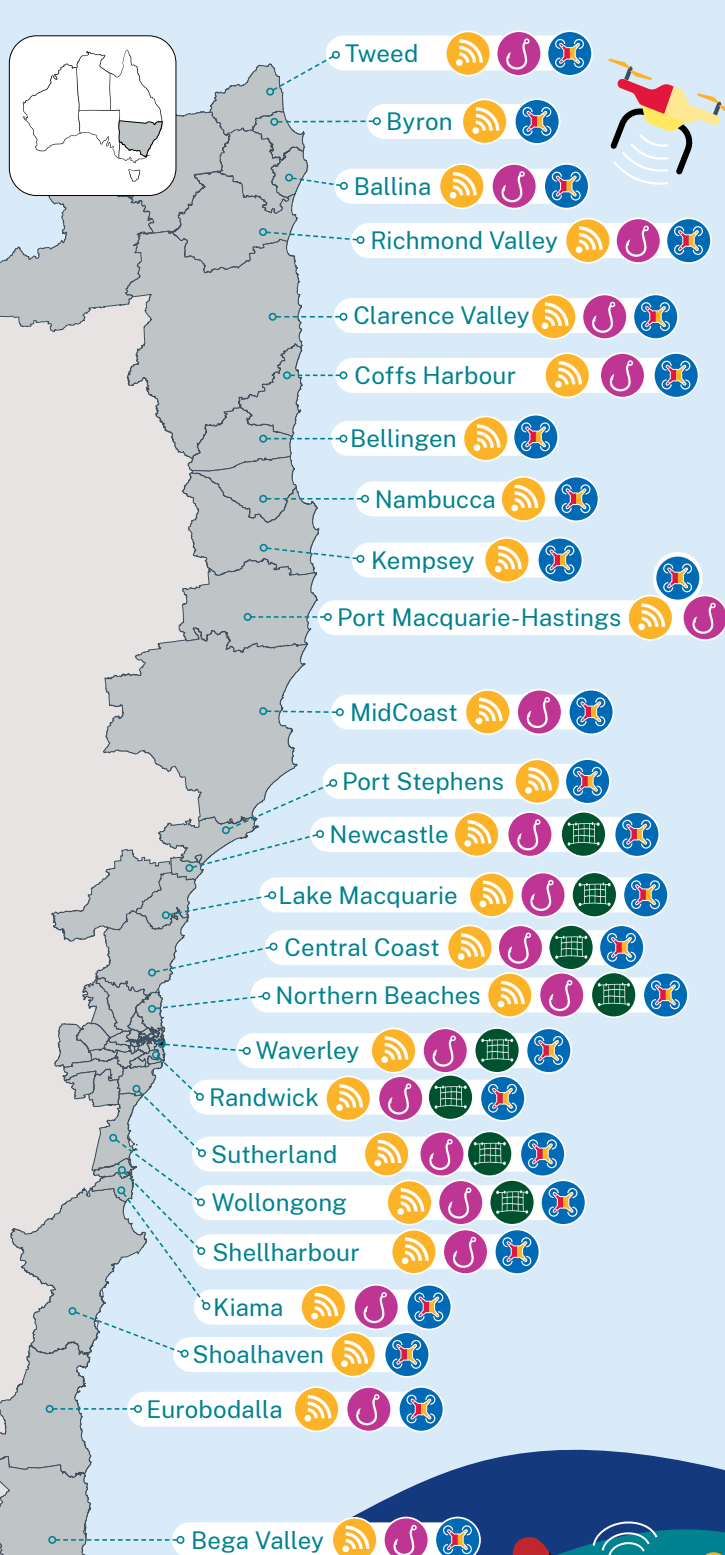 Tweed
Byron
Ballina
Richmond Valley
Clarence Valley
Coffs Harbour
Bellingen
Nambucca
Kempsey
Port Macquarie-Hastings
MidCoast
Port Stephens
Newcastle
Lake Macquarie
Central Coast
Northern Beaches
Waverley
Randwick
Sutherland
Wollongong
Shellharbour
Kiama
Shoalhaven
Eurobodalla
Bega Valley